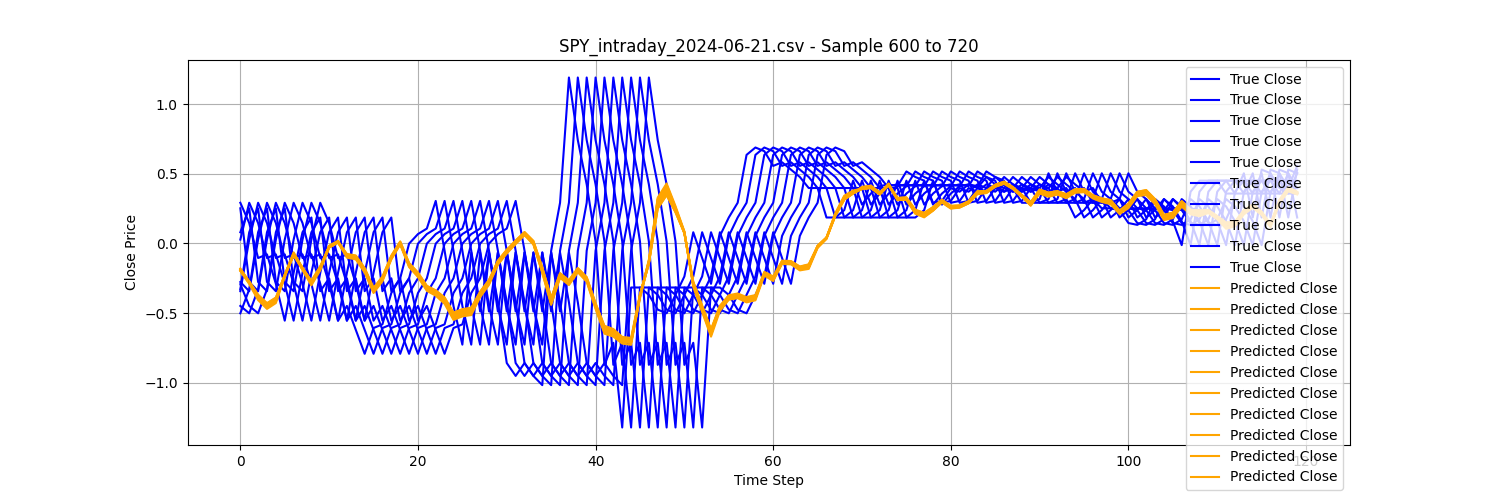 SPY_intraday_2024-06-21.csv - Sample 600 to 720
Close Price
1.0
0.5
0.0
−0.5
−1.0
0
20
40
60
80
100
120
Time Step
True Close
True Close
True Close
True Close
True Close
True Close
True Close
True Close
True Close
True Close
Predicted Close
Predicted Close
Predicted Close
Predicted Close
Predicted Close
Predicted Close
Predicted Close
Predicted Close
Predicted Close
Predicted Close